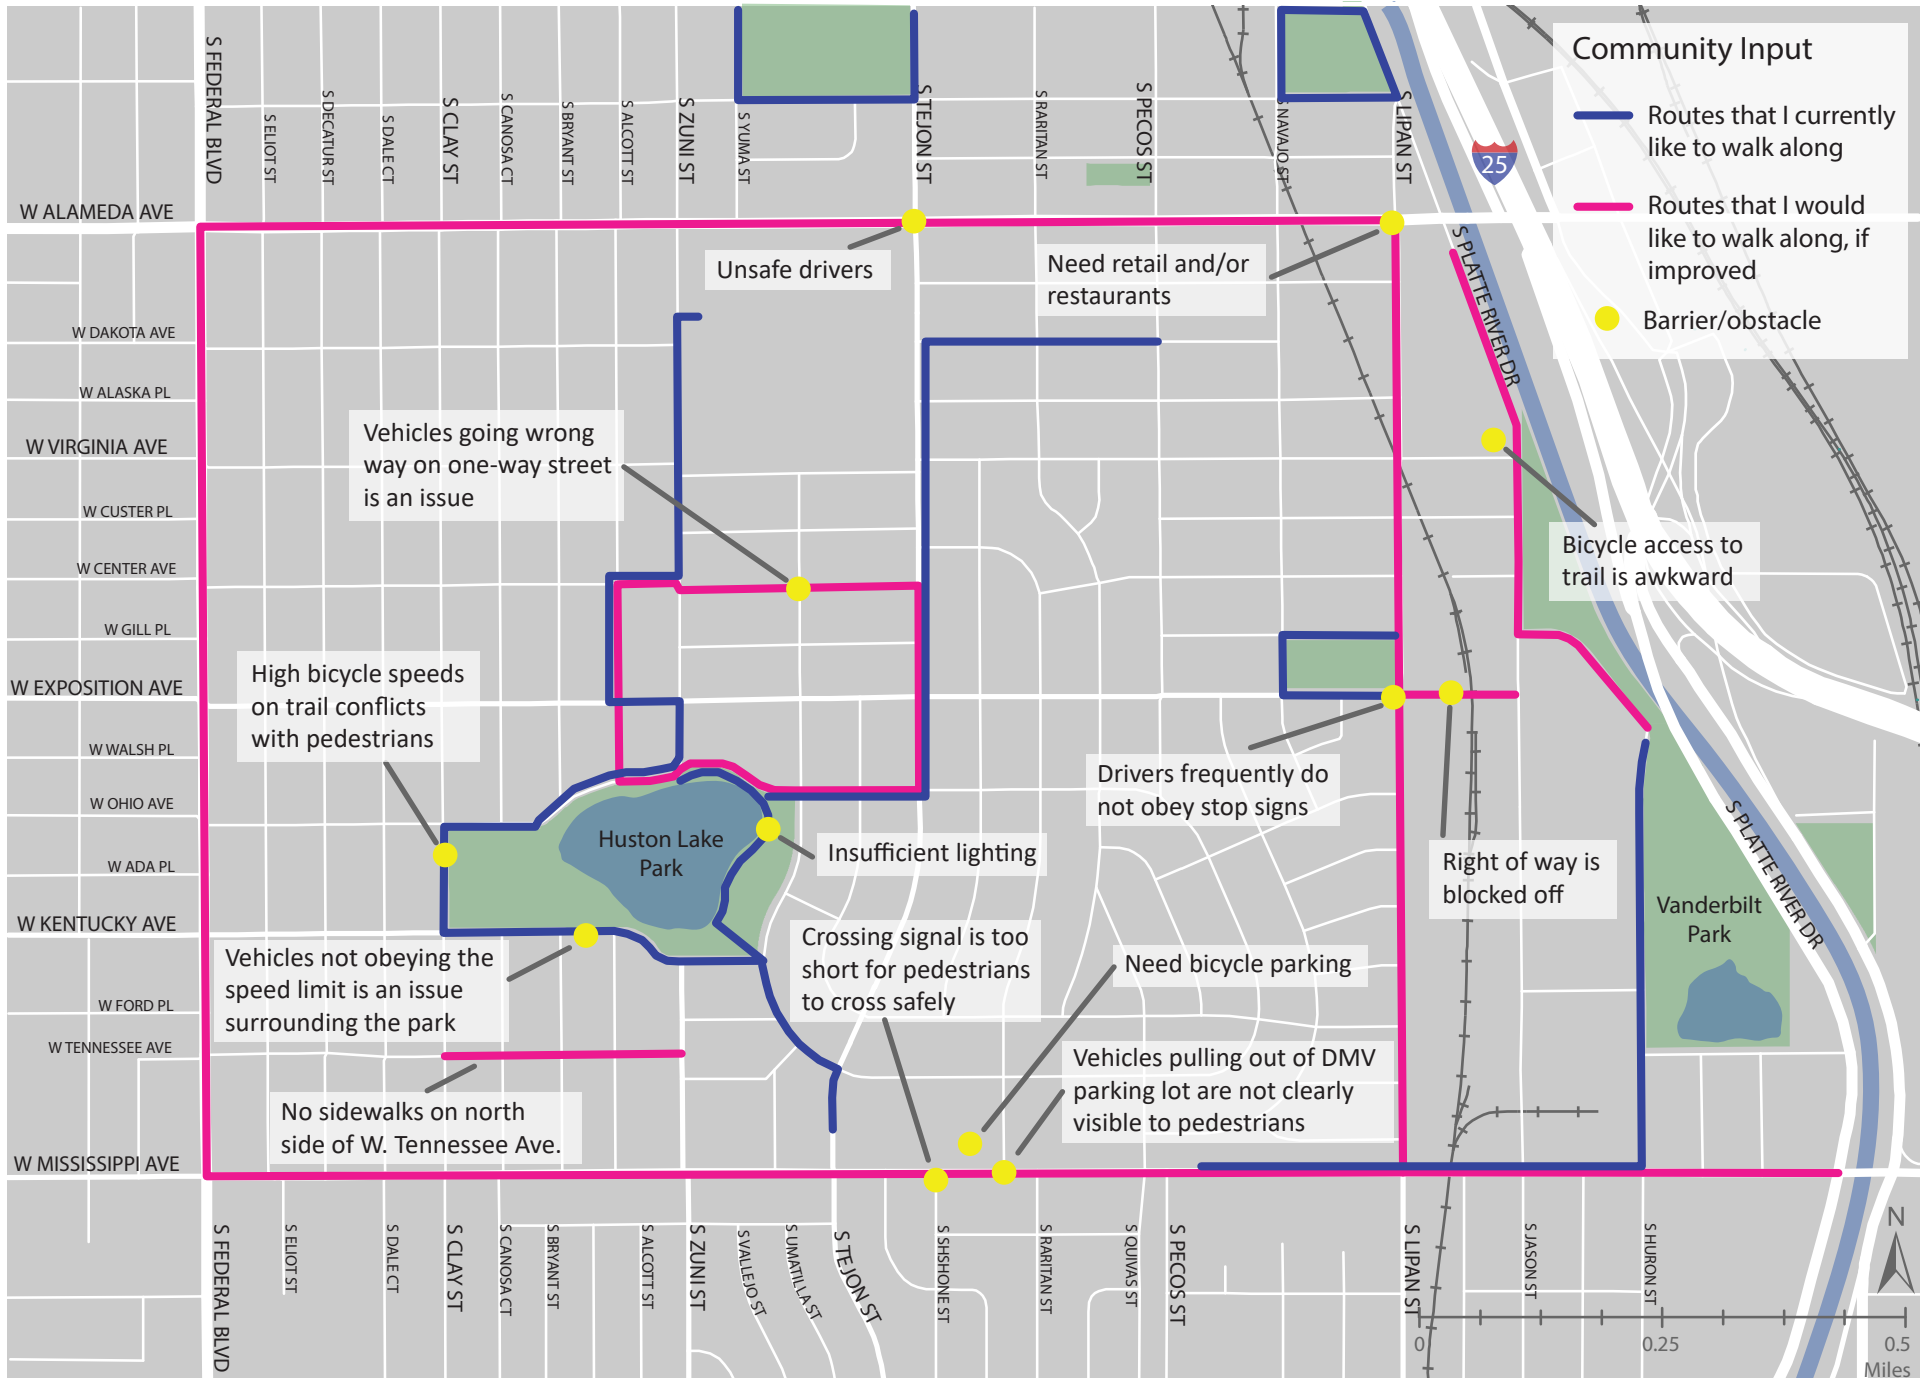 Community Input
Routes that I currently
like to walk along
Routes that I would
like to walk along, if
improved
Barrier/obstacle
25
S FEDERAL BLVD
S ELIOT ST
S DECATUR ST
S DALE CT
S CLAY ST
S CANOSA CT
S BRYANT ST
S ALCOTT ST
S ZUNI ST
S YUMA ST
S TEJON ST
S RARITAN ST
S PECOS ST
S NAVAJO ST
S LIPAN ST
S PLATTE RIVER DR
W ALAMEDA AVE
W DAKOTA AVE
W ALASKA PL
W VIRGINIA AVE
W CUSTER PL
W CENTER AVE
W GILL PL
W EXPOSITION AVE
W WALSH PL
W OHIO AVE
W ADA PL
W KENTUCKY AVE
W FORD PL
W TENNESSEE AVE
W MISSISSIPPI AVE
Unsafe drivers
Need retail and/or
restaurants
Vehicles going wrong
way on one-way street
is an issue
Bicycle access to
trail is awkward
High bicycle speeds
on trail conflicts
with pedestrians
Drivers frequently do
not obey stop signs
Huston Lake
Park
Insufficient lighting
Right of way is
blocked off
Vanderbilt
Park
S PLATTE RIVER DR
Vehicles not obeying the
speed limit is an issue
surrounding the park
Crossing signal is too
short for pedestrians
to cross safely
Need bicycle parking
Vehicles pulling out of DMV
parking lot are not clearly
visible to pedestrians
No sidewalks on north
side of W. Tennessee Ave.
S FEDERAL BLVD
S ELIOT ST
S DALE CT
S CLAY ST
S CANOSA CT
S BRYANT ST
S ALCOTT ST
S ZUNI ST
S VALLEJO ST
S UMATILLA ST
S TEJON ST
S SHSHONE ST
S RARITAN ST
S QUIVAS ST
S PECOS ST
S LIPAN ST
S JASON ST
S HURON ST
N
0
0.25
0.5
Miles